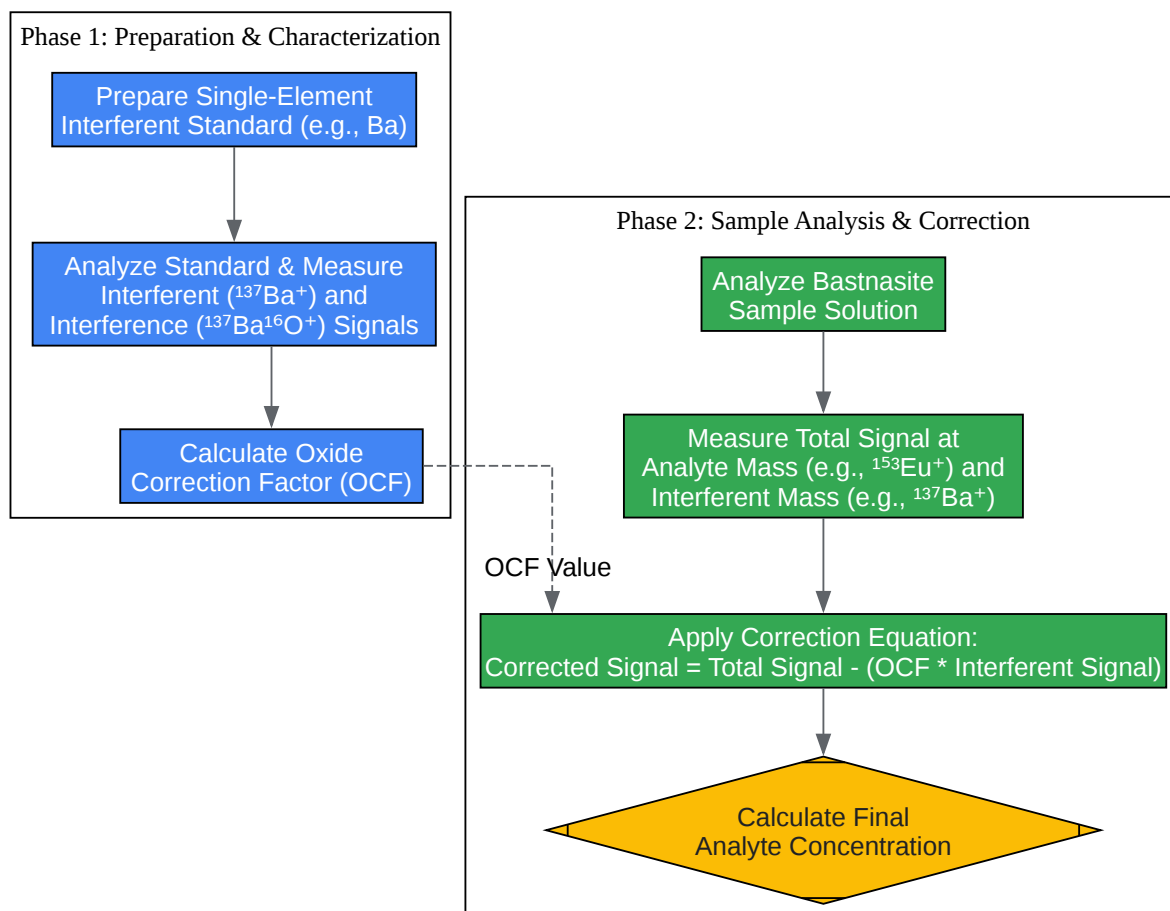 Phase 1: Preparation & Characterization
Prepare Single-Element
Interferent Standard (e.g., Ba)
Analyze Standard & Measure
Interferent (¹³⁷Ba⁺) and
Interference (¹³⁷Ba¹⁶O⁺) Signals
Calculate Oxide
Correction Factor (OCF)
OCF Value
Phase 2: Sample Analysis & Correction
Analyze Bastnasite
Sample Solution
Measure Total Signal at
Analyte Mass (e.g., ¹⁵³Eu⁺) and
Interferent Mass (e.g., ¹³⁷Ba⁺)
Apply Correction Equation:
Corrected Signal = Total Signal - (OCF * Interferent Signal)
Calculate Final
Analyte Concentration